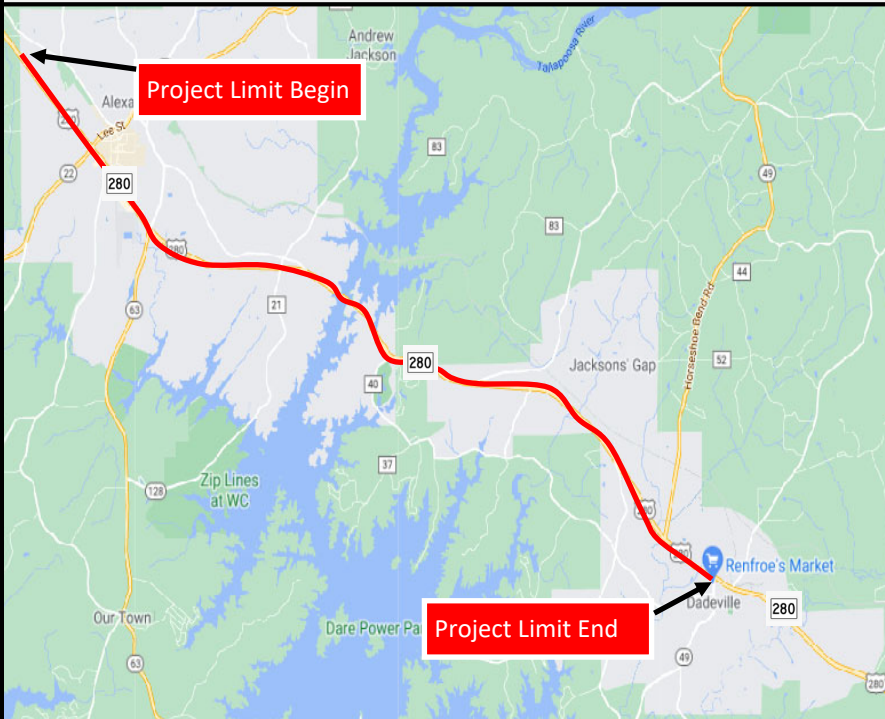 Andrew
Jackson
Tallapoosa River
Project Limit Begin
Alexa
280
Lee St
83
22
280
49
83
280
63
21
44
Horseshoe Bend Rd
52
280
Jacksons' Gap
40
37
Zip Lines
at WC
128
280
280
Renfroe's Market
Dadeville
280
Our Town
Dare Power Pa
Project Limit End
63
49
280